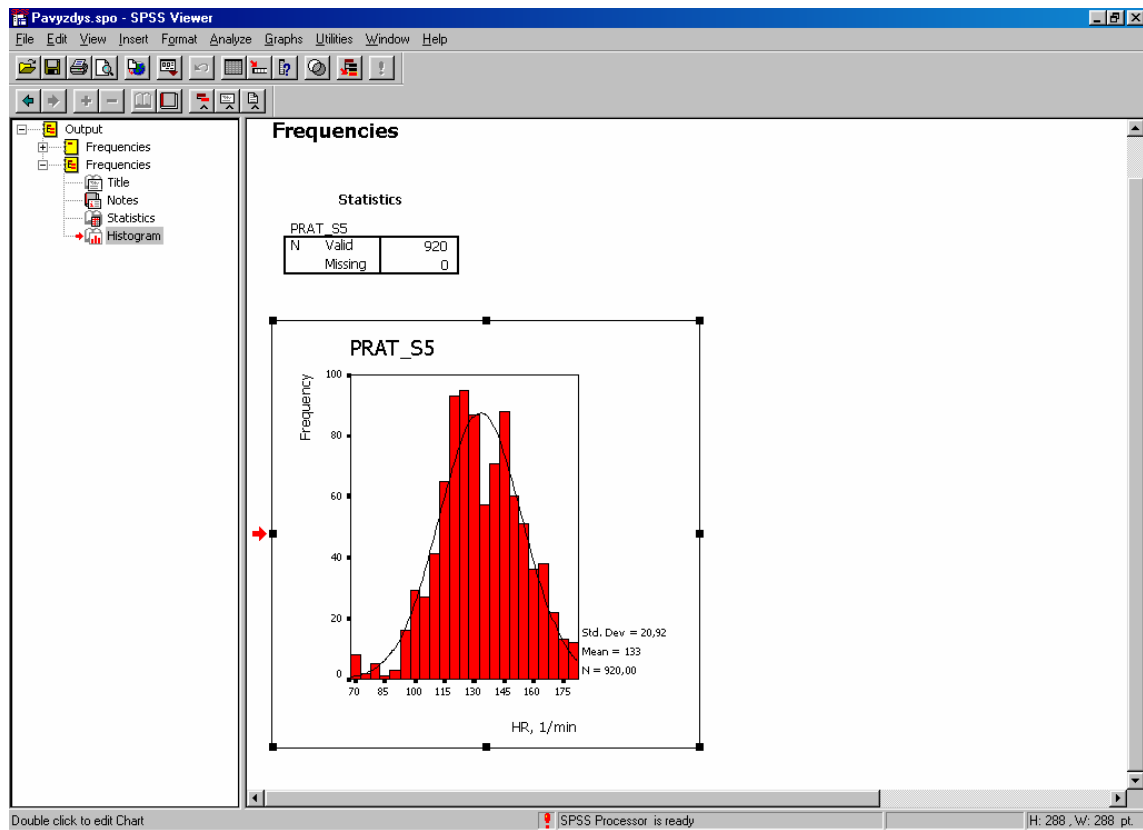 Pavyzdys.spo - SPSS Viewer
File Edit View Insert Format Analyze Graphs Utilities Window Help
Output
Frequencies
Frequencies
Title
Notes
Statistics
Histogram
Frequencies
Statistics
PRAT_S5
N Valid 920
Missing 0
PRAT_S5
Frequency
100
80
60
40
20
0
70 85 100 115 130 145 160 175
HR, 1/min
Std. Dev = 20,92
Mean = 133
N = 920,00
Double click to edit Chart
SPSS Processor is ready
H: 288 , W: 288 pt.